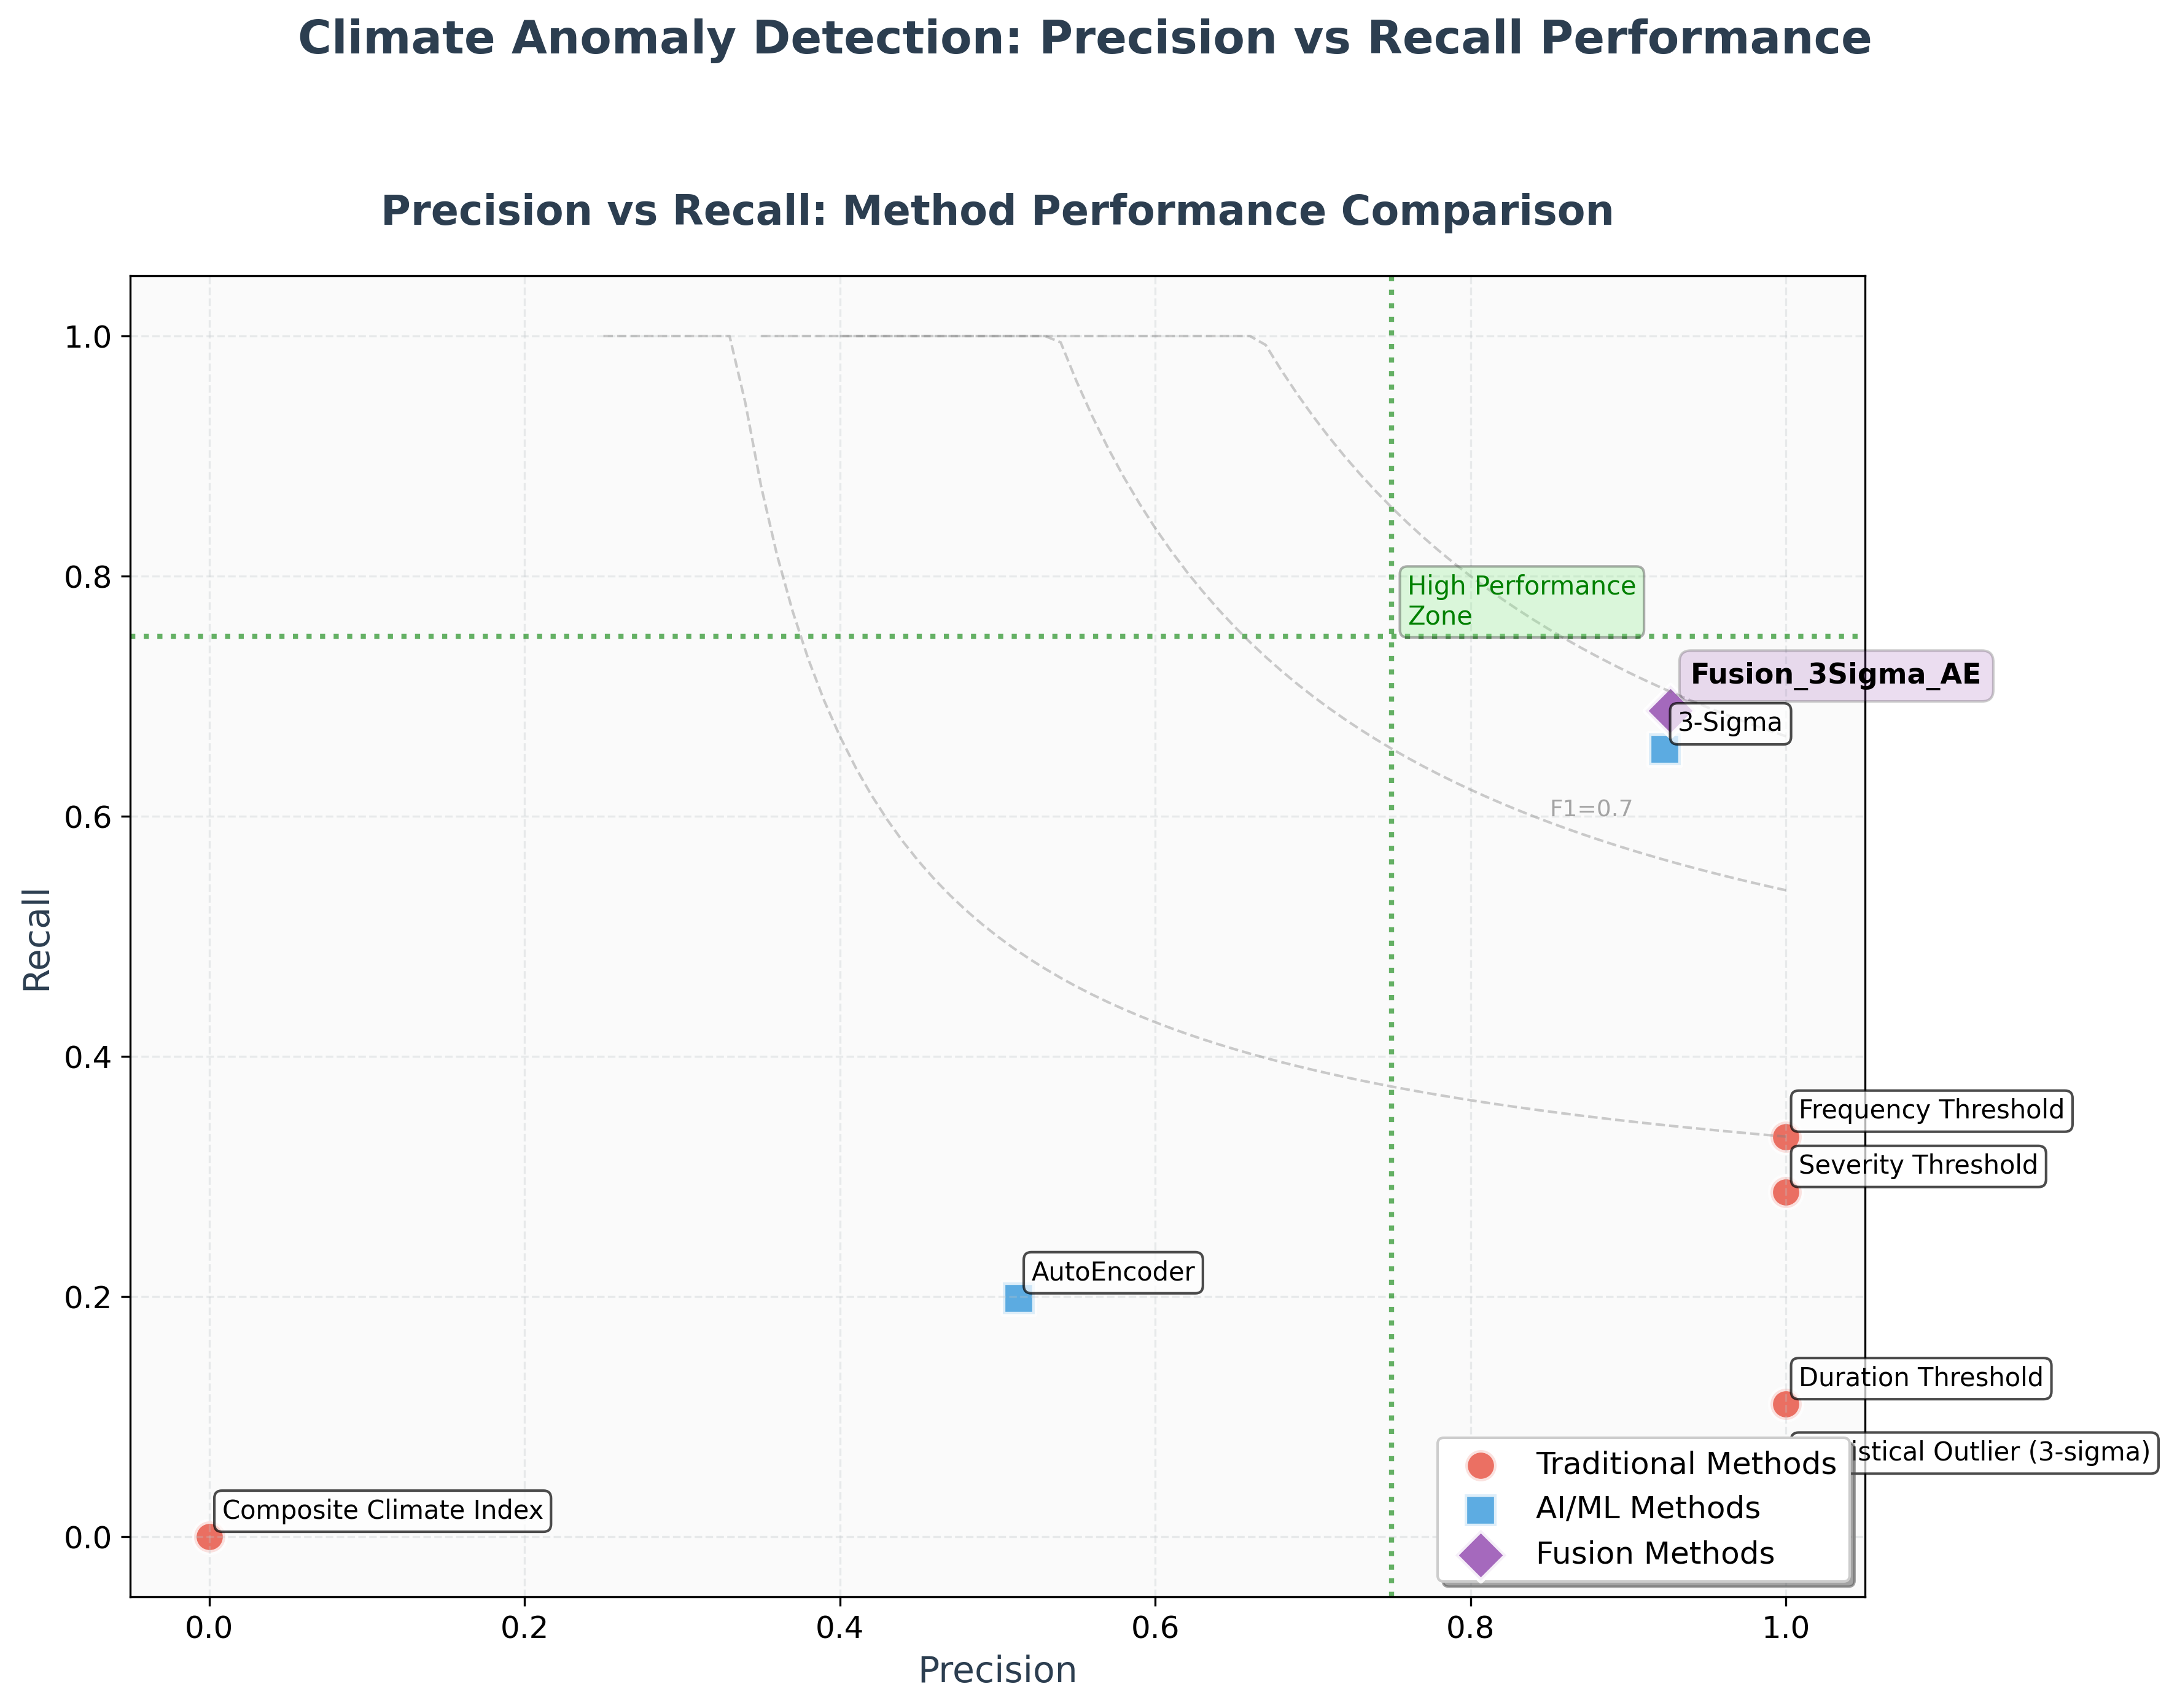 Climate Anomaly Detection: Precision vs Recall Performance
Precision vs Recall: Method Performance Comparison
Recall
1.0
0.8
0.6
0.4
0.2
0.0
High Performance
Zone
Fusion_3Sigma_AE
3-Sigma
F1=0.7
Frequency Threshold
Severity Threshold
AutoEncoder
Duration Threshold
Outlier (3-sigma)
Composite Climate Index
Traditional Methods
AI/ML Methods
Fusion Methods
0.0
0.2
0.4
0.6
0.8
1.0
Precision